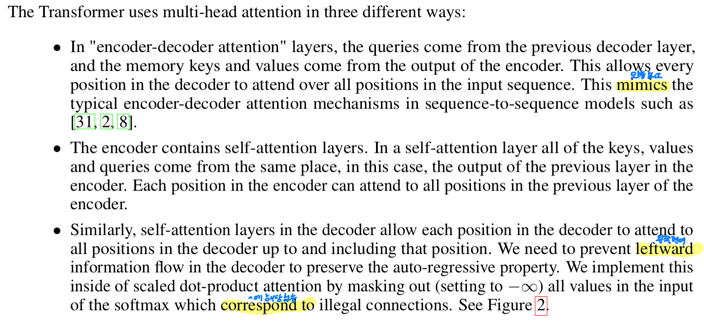 The Transformer uses multi-head attention in three different ways:
• In "encoder-decoder attention" layers, the queries come from the previous decoder layer,
and the memory keys and values come from the output of the encoder. This allows every
position in the decoder to attend over all positions in the input sequence. This mimics the
typical encoder-decoder attention mechanisms in sequence-to-sequence models such as
[31, 2, 8].
• The encoder contains self-attention layers. In a self-attention layer all of the keys, values
and queries come from the same place, in this case, the output of the previous layer in the
encoder. Each position in the encoder can attend to all positions in the previous layer of the
encoder.
• Similarly, self-attention layers in the decoder allow each position in the decoder to attend to
all positions in the decoder up to and including that position. We need to prevent leftward
information flow in the decoder to preserve the auto-regressive property. We implement this
inside of scaled dot-product attention by masking out (setting to −∞) all values in the input
of the softmax which correspond to illegal connections. See Figure 2.